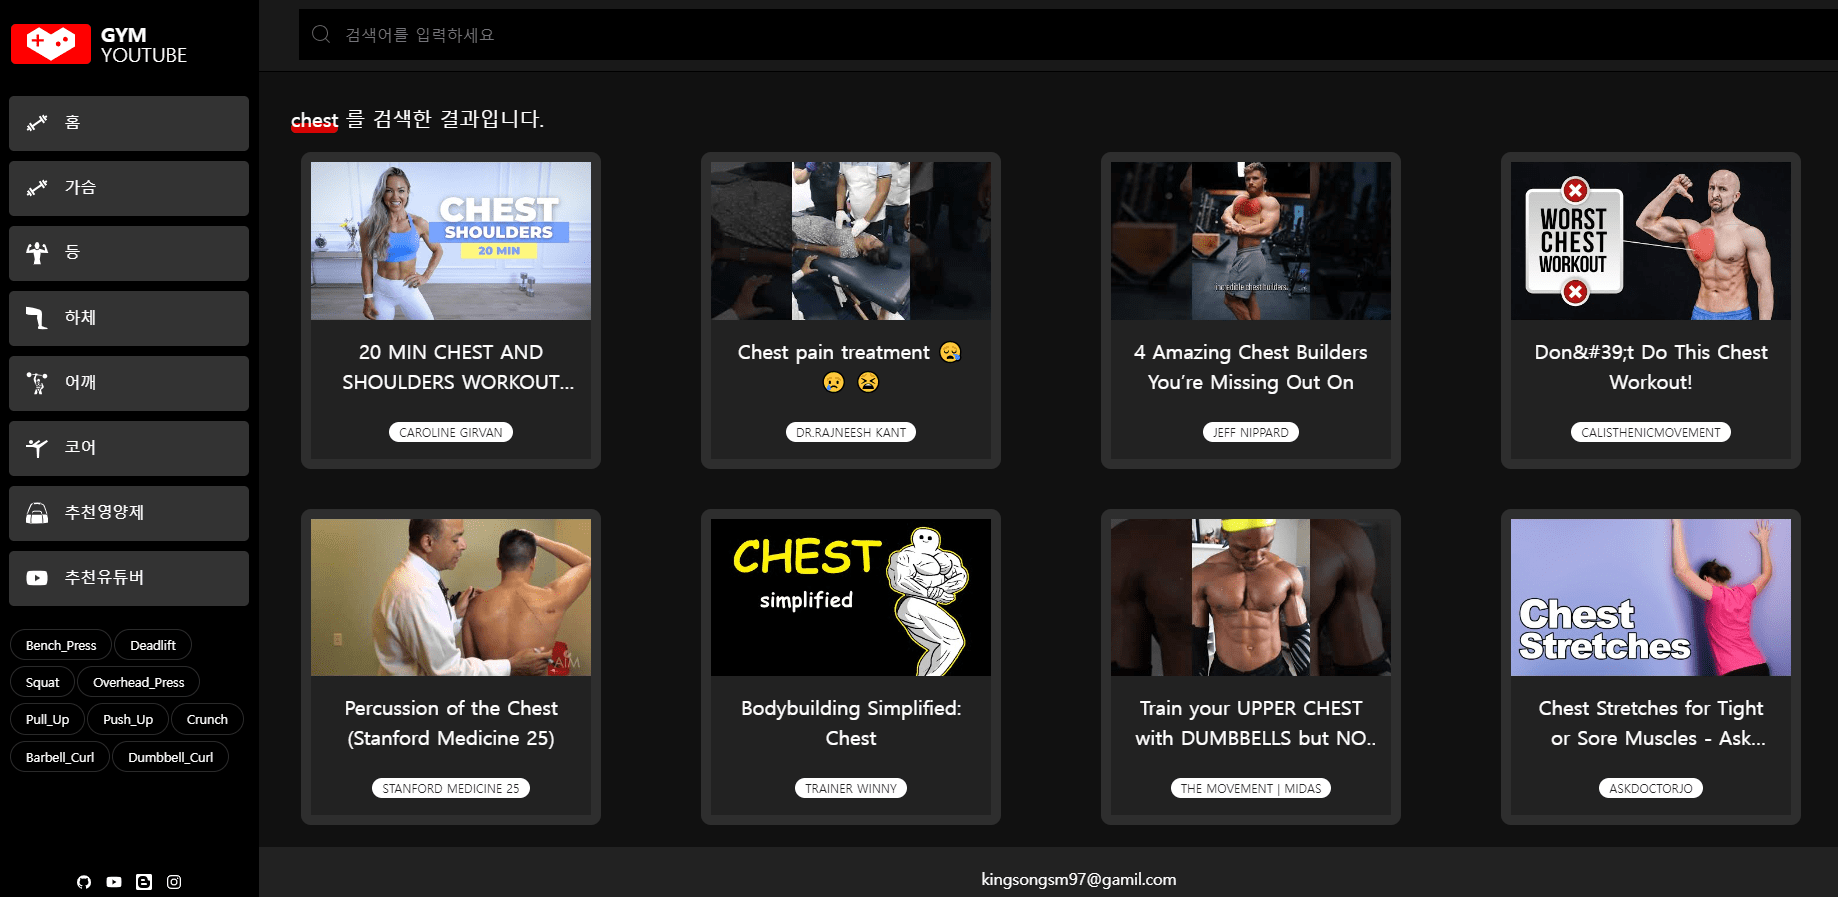 GYM
YOUTUBE
검색어를 입력하세요
홈
가슴
등
하체
어깨
코어
추천영양제
추천유튜버
Bench_Press
Deadlift
Squat
Overhead_Press
Pull_Up
Push_Up
Crunch
Barbell_Curl
Dumbbell_Curl
chest 를 검색한 결과입니다.
CHEST
SHOULDERS
20 MIN
20 MIN CHEST AND
SHOULDERS WORKOUT...
CAROLINE GIRVAN
Chest pain treatment 😪
😥 😫
DR.RAJNEESH KANT
incredible chest builders.
4 Amazing Chest Builders
You’re Missing Out On
JEFF NIPPARD
WORST
CHEST
WORKOUT
Don&#39;t Do This Chest
Workout!
CALISTHENICMOVEMENT
AIM
Percussion of the Chest
(Stanford Medicine 25)
STANFORD MEDICINE 25
CHEST
simplified
Bodybuilding Simplified:
Chest
TRAINER WINNY
Train your UPPER CHEST
with DUMBBELLS but NO..
THE MOVEMENT | MIDAS
Chest
Stretches
Chest Stretches for Tight
or Sore Muscles - Ask...
ASKDOCTORJO
kingsongsm97@gamil.com